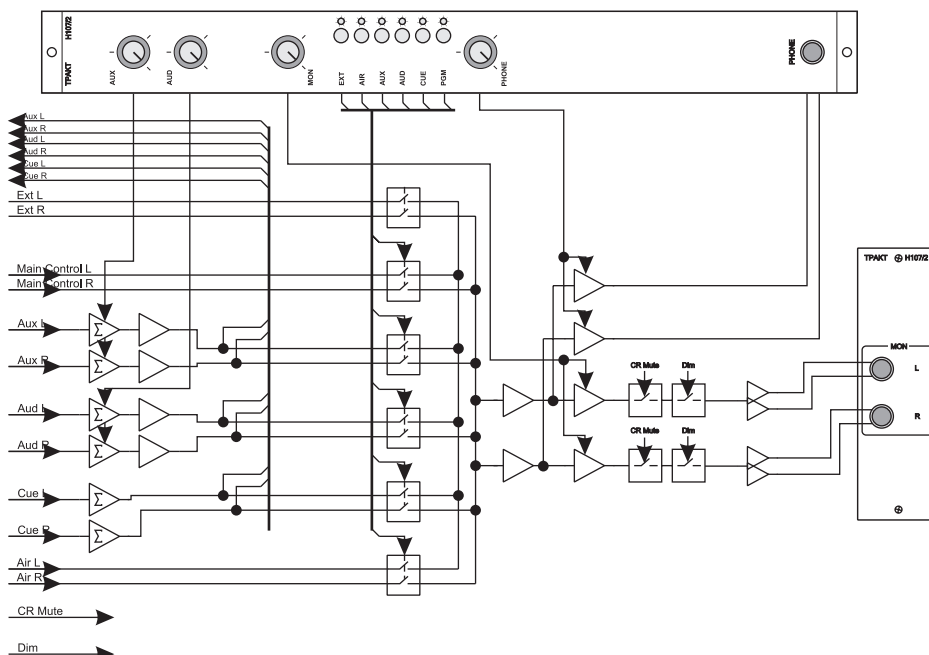 H107/2
ТРАКТ
AUX
AUD
MON
EXT
AIR
AUX
AUD
CUE
PGM
PHONE
PHONE
Aux L
Aux R
Aud L
Aud R
Cue L
Cue R
Ext L
Ext R
Main Control L
Main Control R
Aux L
Σ
Aux R
Σ
Aud L
Σ
Aud R
Σ
Cue L
Σ
Cue R
Σ
Air L
Air R
CR Mute
Dim
CR Mute
Dim
CR Mute
Dim
ТРАКТ H107/2
MON
L
R